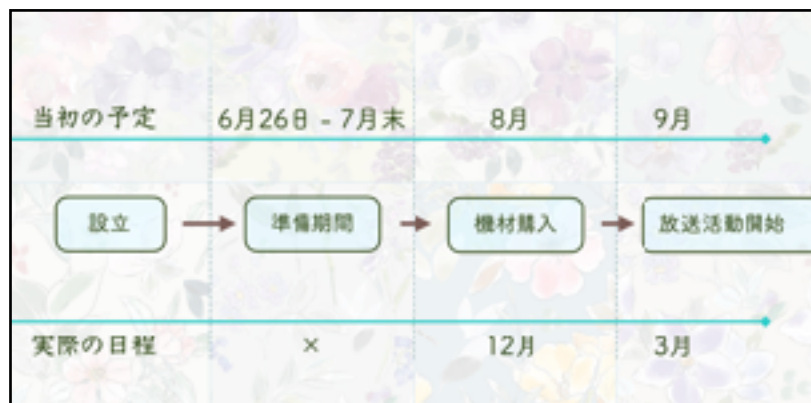 当初の予定 6月26日 - 7月末 8月 9月
設立 準備期間 機材購入 放送活動開始
実際の日程 × 12月 3月